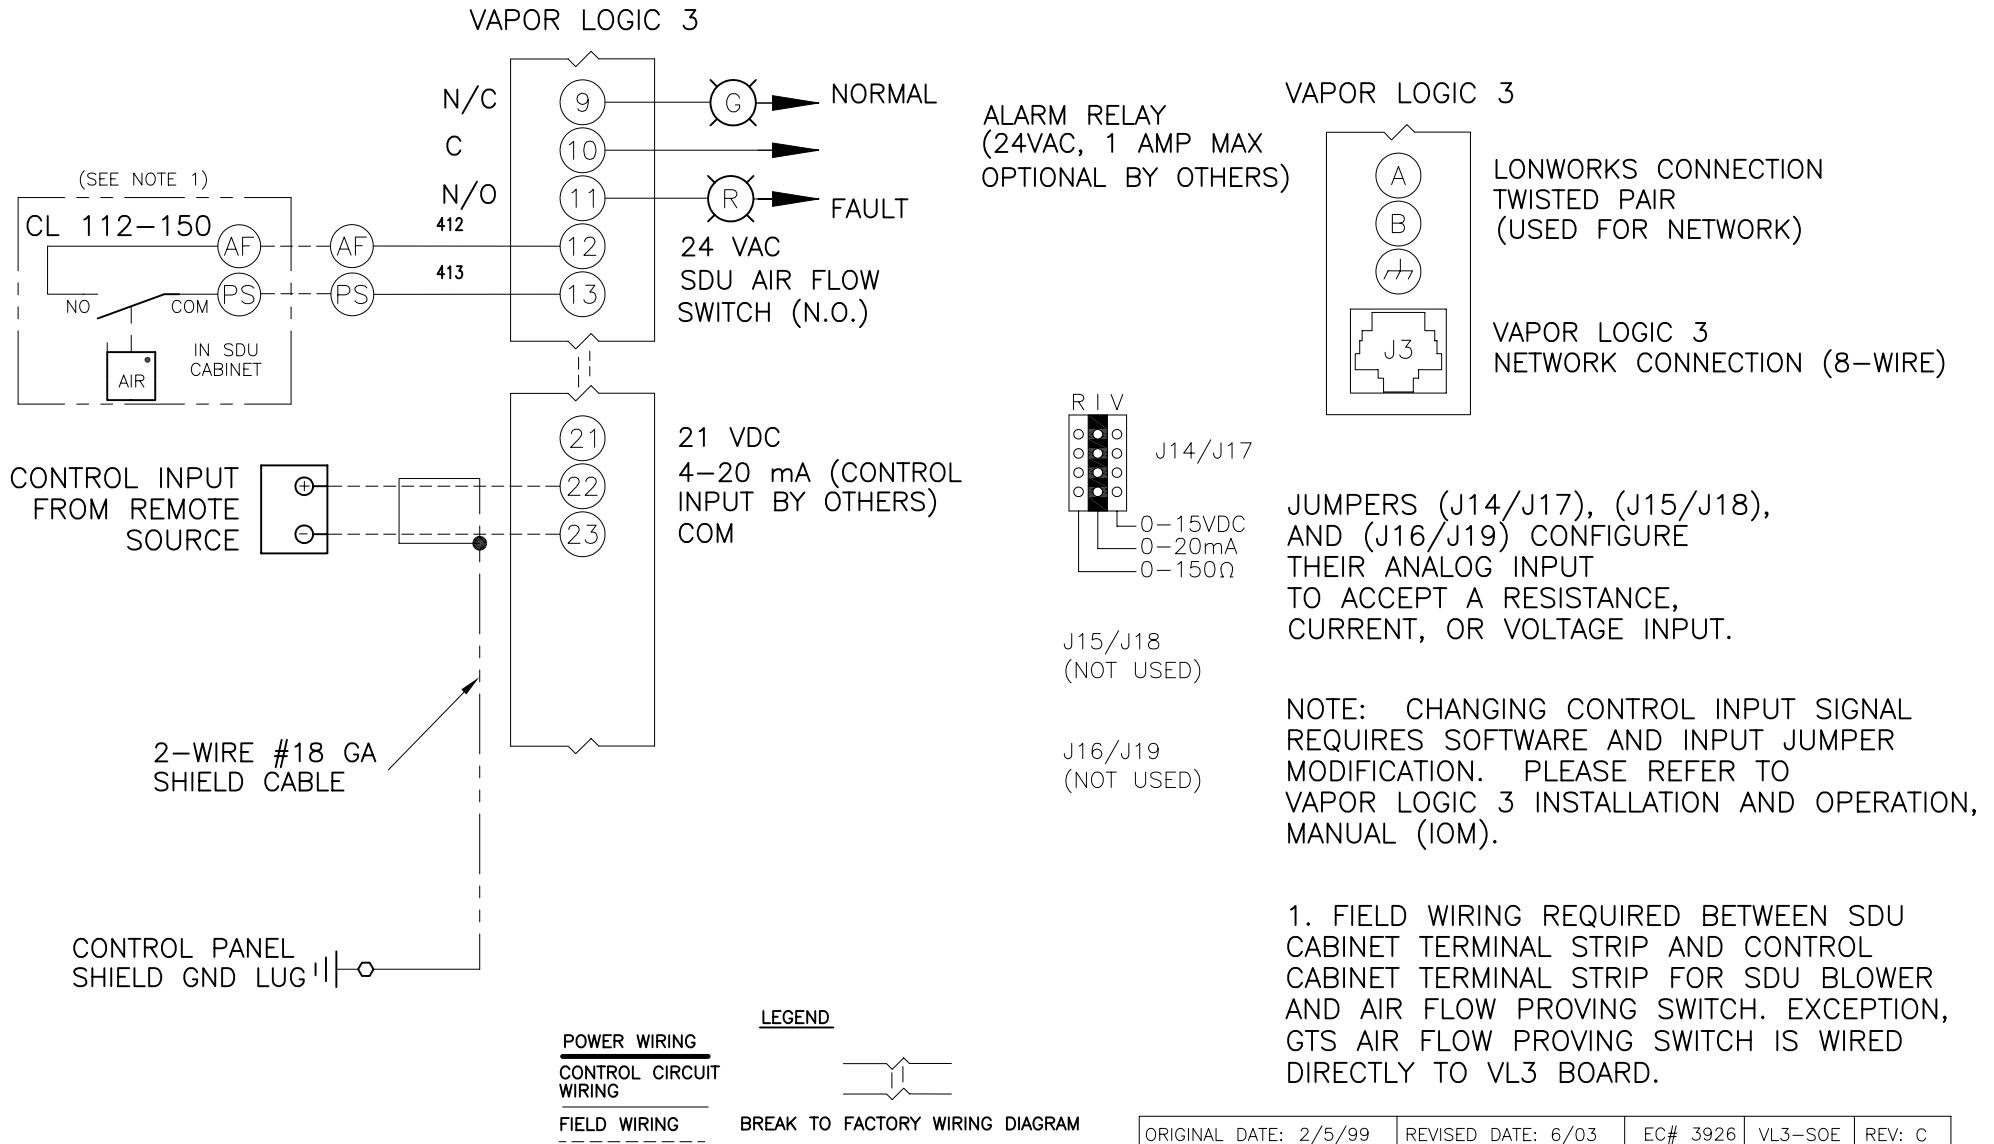 VAPOR LOGIC 3
N/C
9
G
NORMAL
C
10
N/O
11
R
FAULT
ALARM RELAY
(24VAC, 1 AMP MAX
OPTIONAL BY OTHERS)
(SEE NOTE 1)
CL 112-150
AF
AF
412
12
PS
PS
413
13
NO
COM
AIR
IN SDU
CABINET
24 VAC
SDU AIR FLOW
SWITCH (N.O.)
21
22
23
21 VDC
4-20 mA (CONTROL
INPUT BY OTHERS)
COM
CONTROL INPUT
FROM REMOTE
SOURCE
+
-
2-WIRE #18 GA
SHIELD CABLE
CONTROL PANEL
SHIELD GND LUG
VAPOR LOGIC 3
A
B
LONWORKS CONNECTION
TWISTED PAIR
(USED FOR NETWORK)
J3
VAPOR LOGIC 3
NETWORK CONNECTION (8-WIRE)
R I V
J14/J17
0-15VDC
0-20mA
0-150Ω
J15/J18
(NOT USED)
J16/J19
(NOT USED)
JUMPERS (J14/J17), (J15/J18),
AND (J16/J19) CONFIGURE
THEIR ANALOG INPUT
TO ACCEPT A RESISTANCE,
CURRENT, OR VOLTAGE INPUT.
NOTE: CHANGING CONTROL INPUT SIGNAL
REQUIRES SOFTWARE AND INPUT JUMPER
MODIFICATION. PLEASE REFER TO
VAPOR LOGIC 3 INSTALLATION AND OPERATION,
MANUAL (IOM).
1. FIELD WIRING REQUIRED BETWEEN SDU
CABINET TERMINAL STRIP AND CONTROL
CABINET TERMINAL STRIP FOR SDU BLOWER
AND AIR FLOW PROVING SWITCH. EXCEPTION,
GTS AIR FLOW PROVING SWITCH IS WIRED
DIRECTLY TO VL3 BOARD.
LEGEND
POWER WIRING
CONTROL CIRCUIT
WIRING
FIELD WIRING
BREAK TO FACTORY WIRING DIAGRAM
ORIGINAL DATE: 2/5/99
REVISED DATE: 6/03
EC# 3926
VL3-SOE
REV: C